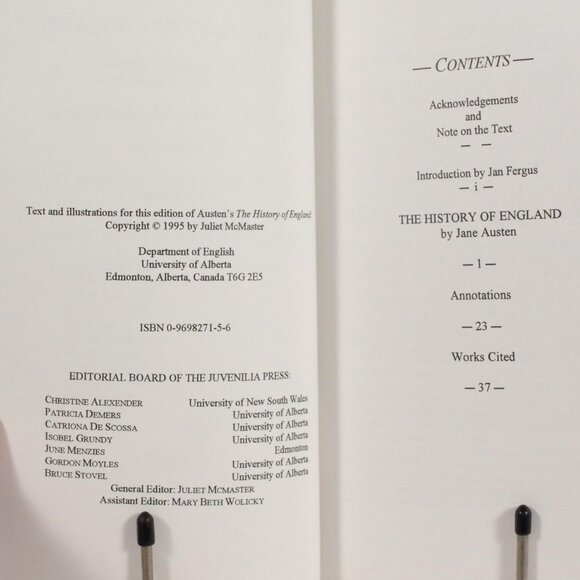 Text and illustrations for this edition of Austen's The History of England
Copyright © 1995 by Juliet McMaster
Department of English
University of Alberta
Edmonton, Alberta, Canada T6G 2E5
ISBN 0-9698271-5-6
EDITORIAL BOARD OF THE JUVENILIA PRESS:
CHRISTINE ALEXENDER University of New South Wales
PATRICIA DEMERS University of Alberta
CATRIONA DE SCOSSA University of Alberta
ISOBEL GRUNDY University of Alberta
JUNE MENZIES Edmonton
GORDON MOYLES University of Alberta
BRUCE STOVEL University of Alberta
General Editor: JULIET MCMASTER
Assistant Editor: MARY BETH WOLICKY
— CONTENTS —
Acknowledgements
and
Note on the Text
— —
Introduction by Jan Fergus
— i —
THE HISTORY OF ENGLAND
by Jane Austen
— 1 —
Annotations
— 23 —
Works Cited
— 37 —